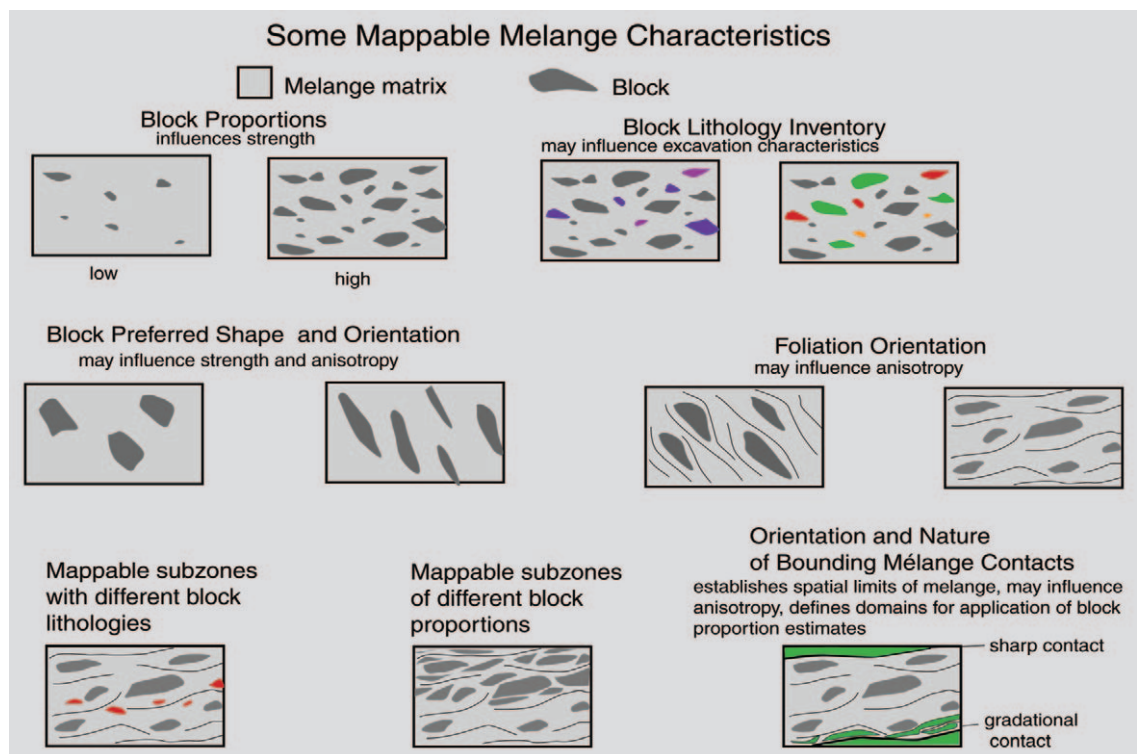 Some Mappable Melange Characteristics
Melange matrix
Block
Block Proportions
influences strength
low
high
Block Lithology Inventory
may influence excavation characteristics
Block Preferred Shape and Orientation
may influence strength and anisotropy
Foliation Orientation
may influence anisotropy
Mappable subzones
with different block
lithologies
Mappable subzones
of different block
proportions
Orientation and Nature
of Bounding Mélange Contacts
establishes spatial limits of melange, may influence
anisotropy, defines domains for application of block
proportion estimates
sharp contact
gradational
contact